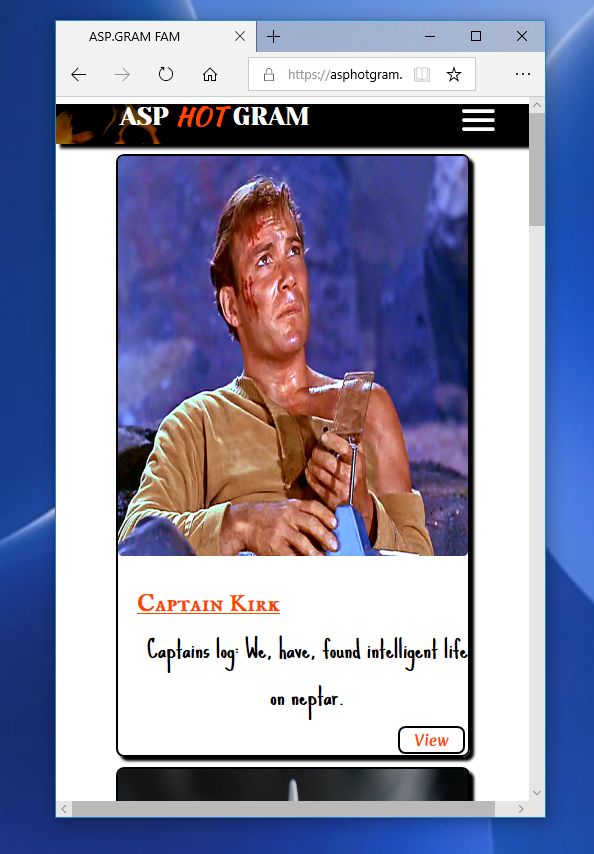 ASP.GRAM FAM
https://asphotgram.
ASP HOT GRAM
Captain Kirk
Captains log: We, have, found intelligent life
on neptar.
View